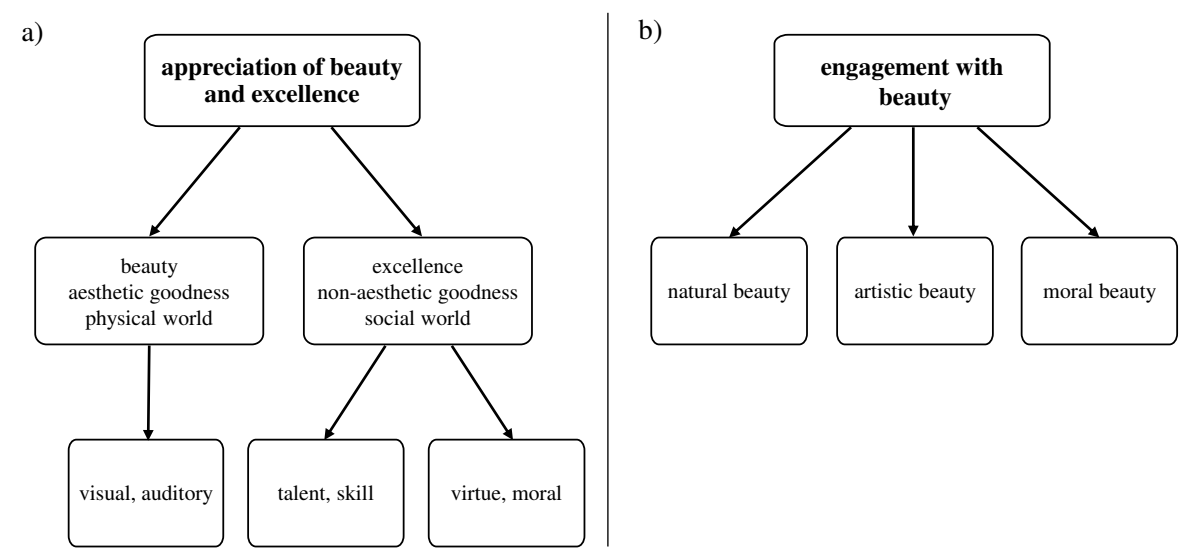 a)
appreciation of beauty
and excellence
beauty
aesthetic goodness
physical world
excellence
non-aesthetic goodness
social world
visual, auditory
talent, skill
virtue, moral
b)
engagement with
beauty
natural beauty
artistic beauty
moral beauty